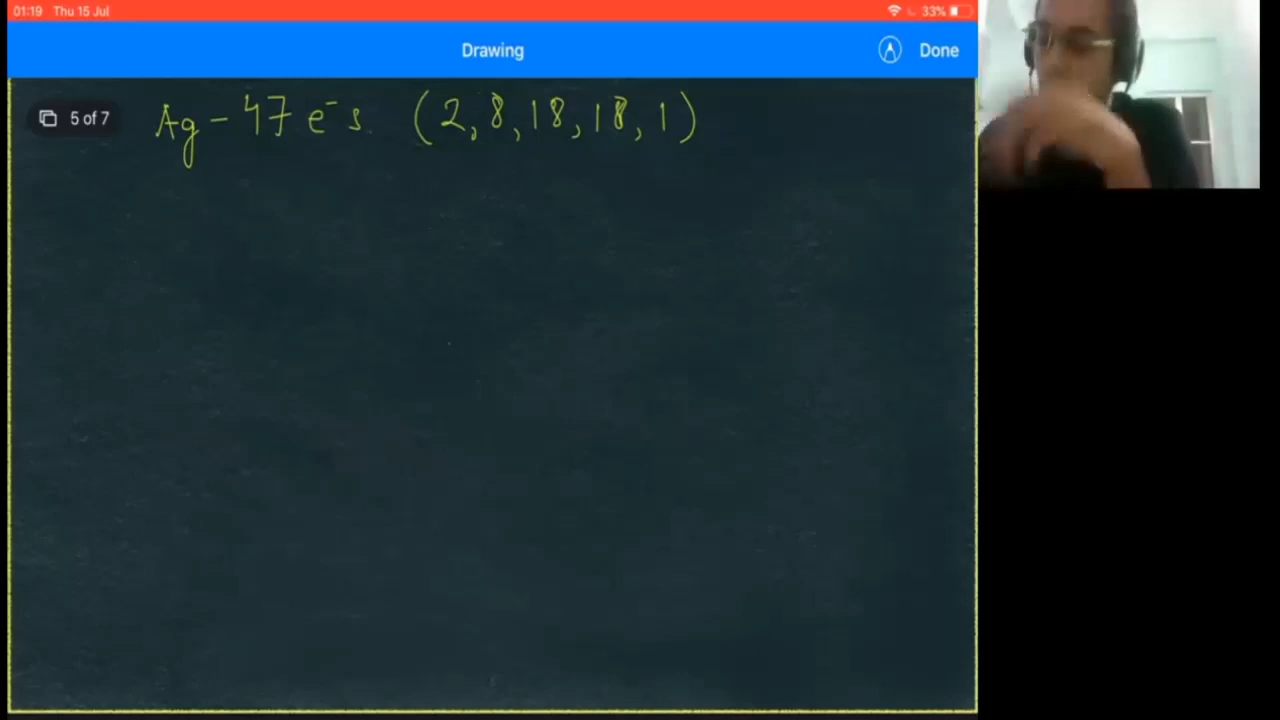 01:19 Thu 15 Jul 33%
Drawing Done
5 of 7 Ag - 47 e⁻s (2, 8, 18, 18, 1)